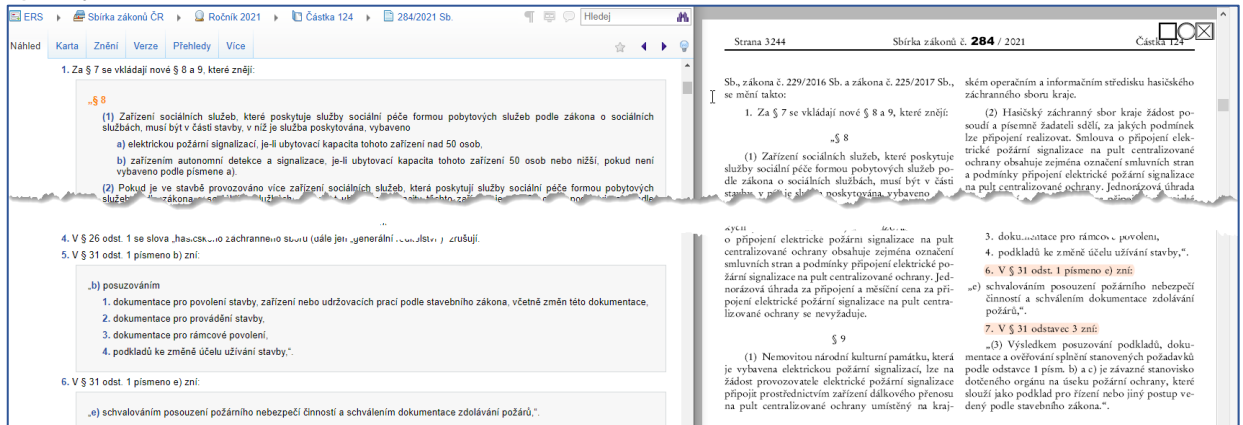 ERS ▸ Sbírka zákonů ČR ▸ Ročník 2021 ▸ Částka 124 ▸ 284/2021 Sb.
Hledej
Náhled Karta Znění Verze Přehledy Více
1. Za § 7 se vkládají nové § 8 a 9, které znějí:
„§ 8
(1) Zařízení sociálních služeb, které poskytuje služby sociální péče formou pobytových služeb podle zákona o sociálních
službách, musí být v části stavby, v níž je služba poskytována, vybaveno
a) elektrickou požární signalizací, je-li ubytovací kapacita tohoto zařízení nad 50 osob,
b) zařízením autonomní detekce a signalizace, je-li ubytovací kapacita tohoto zařízení 50 osob nebo nižší, pokud není
vybaveno podle písmene a).
(2) Pokud je ve stavbě provozováno více zařízení sociálních služeb, která poskytují služby sociální péče formou pobytových
4. V § 26 odst. 1 se slova zrušují.
5. V § 31 odst. 1 písmeno b) zní:
„b) posuzováním
1. dokumentace pro povolení stavby, zařízení nebo udržovacích prací podle stavebního zákona, včetně změn této dokumentace,
2. dokumentace pro provádění stavby,
3. dokumentace pro rámcové povolení,
4. podkladů ke změně účelu užívání stavby,“.
6. V § 31 odst. 1 písmeno e) zní:
„e) schvalováním posouzení požárního nebezpečí činností a schválením dokumentace zdolávání požárů,“.
Strana 3244 Sbírka zákonů č. 284 / 2021 Částka 124
Sb., zákona č. 229/2016 Sb. a zákona č. 225/2017 Sb.,
se mění takto:
1. Za § 7 se vkládají nové § 8 a 9, které znějí:
„§ 8
(1) Zařízení sociálních služeb, které poskytuje
služby sociální péče formou pobytových služeb po-
dle zákona o sociálních službách, musí být v části
stavby, v níž je služba poskytována, vybaveno
o připojení elektrické požární signalizace na pult
centralizované ochrany obsahuje zejména označení
smluvních stran a podmínky připojení elektrické po-
žární signalizace na pult centralizované ochrany. Jed-
norázová úhrada za připojení a měsíční cena za při-
pojení elektrické požární signalizace na pult centra-
lizované ochrany se nevyžaduje.
§ 9
(1) Nemovitou národní kulturní památku, která
je vybavena elektrickou požární signalizací, lze na
žádost provozovatele elektrické požární signalizace
připojit prostřednictvím zařízení dálkového přenosu
na pult centralizované ochrany umístěný na kraj-
ském operačním a informačním středisku hasičského
záchranného sboru kraje.
(2) Hasičský záchranný sbor kraje žádost po-
soudí a písemně žadateli sdělí, za jakých podmínek
lze připojení realizovat. Smlouva o připojení elek-
trické požární signalizace na pult centralizované
ochrany obsahuje zejména označení smluvních stran
a podmínky připojení elektrické požární signalizace
na pult centralizované ochrany. Jednorázová úhrada
3. dokumentace pro rámcové povolení,
4. podkladů ke změně účelu užívání stavby,“.
6. V § 31 odst. 1 písmeno e) zní:
„e) schvalováním posouzení požárního nebezpečí
činností a schválením dokumentace zdolávání
požárů,“.
7. V § 31 odstavec 3 zní:
„(3) Výsledkem posuzování podkladů, doku-
mentace a ověřování splnění stanovených požadavků
podle odstavce 1 písm. b) a c) je závazné stanovisko
dotčeného orgánu na úseku požární ochrany, které
slouží jako podklad pro řízení nebo jiný postup ve-
dený podle stavebního zákona.“.